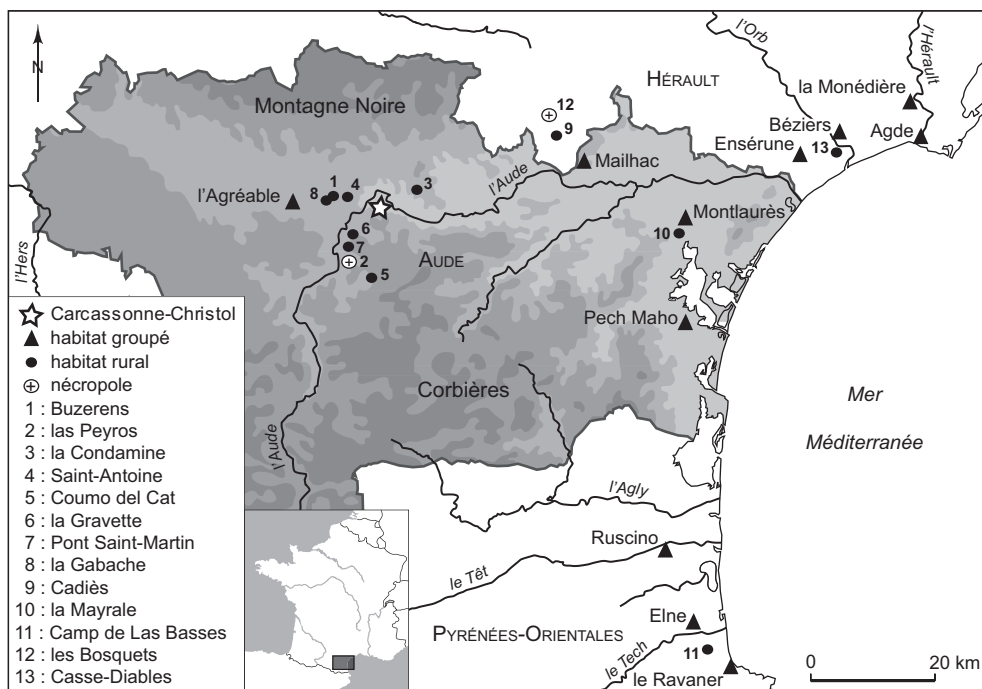 N
l'Orb
l'Hérault
HÉRAULT
la Monédière
Montagne Noire
12
9
Béziers
Agde
Ensérune
13
Mailhac
l'Aude
l'Agréable
8
1
4
3
Montlaurès
10
6
7
2
5
l'Hers
AUDE
Pech Maho
Carcassonne-Christol
habitat groupé
habitat rural
nécropole
1 : Buzerens
2 : las Peyros
3 : la Condamine
4 : Saint-Antoine
5 : Coumo del Cat
6 : la Gravette
7 : Pont Saint-Martin
8 : la Gabache
9 : Cadiès
10 : la Mayrale
11 : Camp de Las Basses
12 : les Bosquets
13 : Casse-Diables
Corbières
Mer
Méditerranée
l'Aude
l'Agly
Ruscino
le Têt
Elne
PYRÉNÉES-ORIENTALES
le Tech
11
le Ravaner
0
20 km